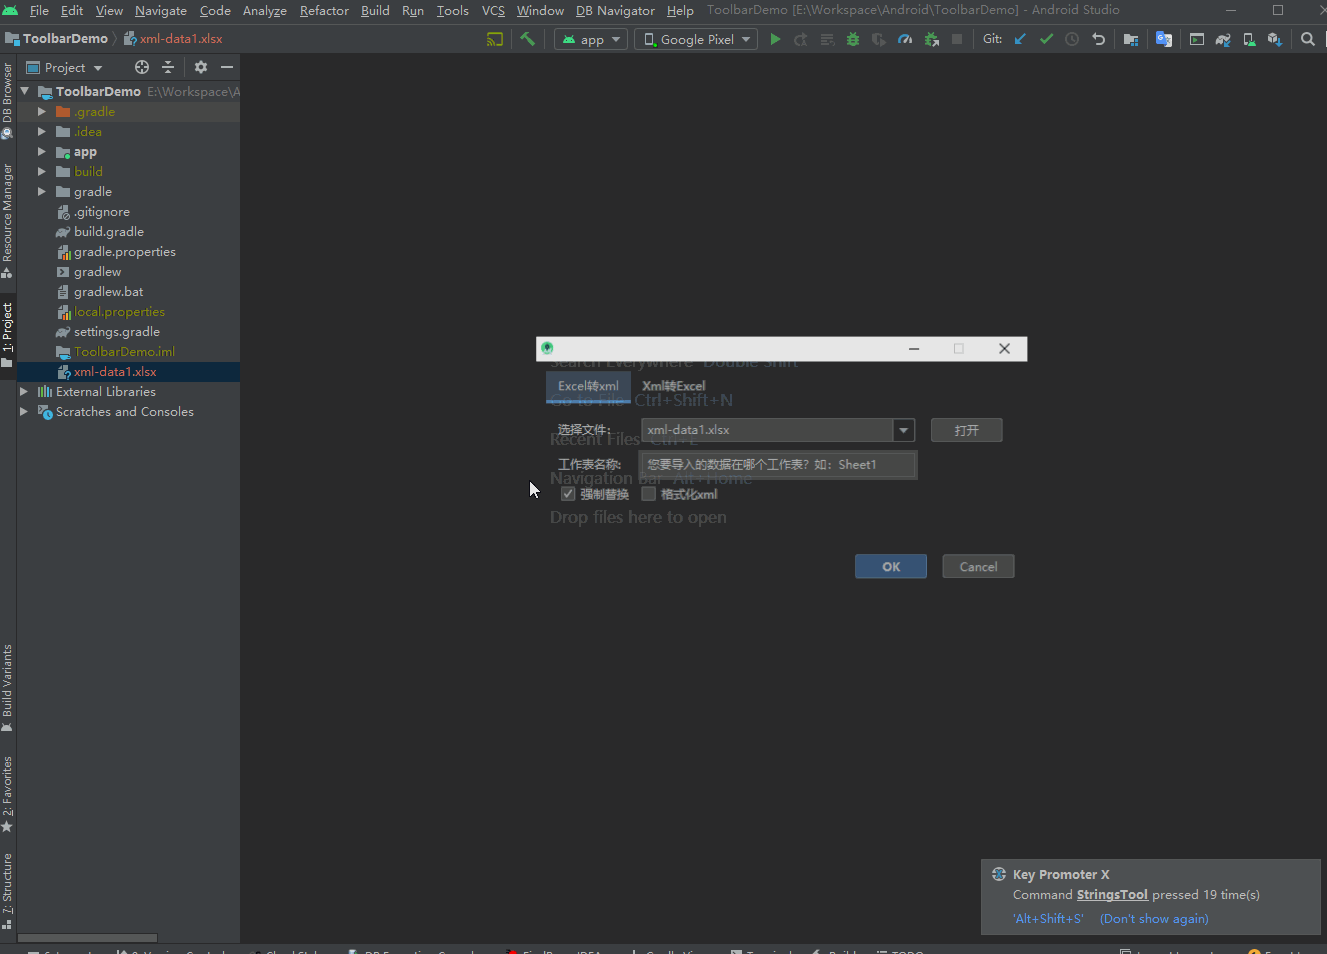 File Edit View Navigate Code Analyze Refactor Build Run Tools VCS Window DB Navigator Help ToolbarDemo [E:\Workspace\Android\ToolbarDemo] - Android Studio
ToolbarDemo xml-data1.xlsx app Google Pixel Git:
Project
ToolbarDemo E:\Workspace\A
.gradle
.idea
app
build
gradle
.gitignore
build.gradle
gradle.properties
gradlew
gradlew.bat
local.properties
settings.gradle
ToolbarDemo.iml
xml-data1.xlsx
External Libraries
Scratches and Consoles
DB Browser
Resource Manager
1: Project
Build Variants
2: Favorites
7: Structure
Search Everywhere Double Shift
Go to File Ctrl+Shift+N
Recent Files Ctrl+E
Navigation Bar Alt+Home
Drop files here to open
Excel转xml Xml转Excel
选择文件: xml-data1.xlsx 打开
工作表名称: 您要导入的数据在哪个工作表? 如: Sheet1
强制替换 格式化xml
OK Cancel
Key Promoter X
Command StringsTool pressed 19 time(s)
'Alt+Shift+S' (Don't show again)